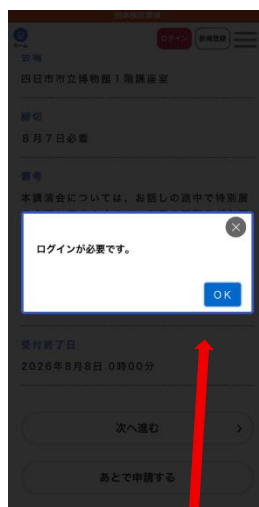 ログイン
新規登録
ホーム
会場
四日市市立博物館1階講座室
締切
8月7日必着
備考
本講演会については、お話しの途中で特別展
ログインが必要です。
OK
受付終了日
2026年8月8日 0時00分
次へ進む
あとで申請する